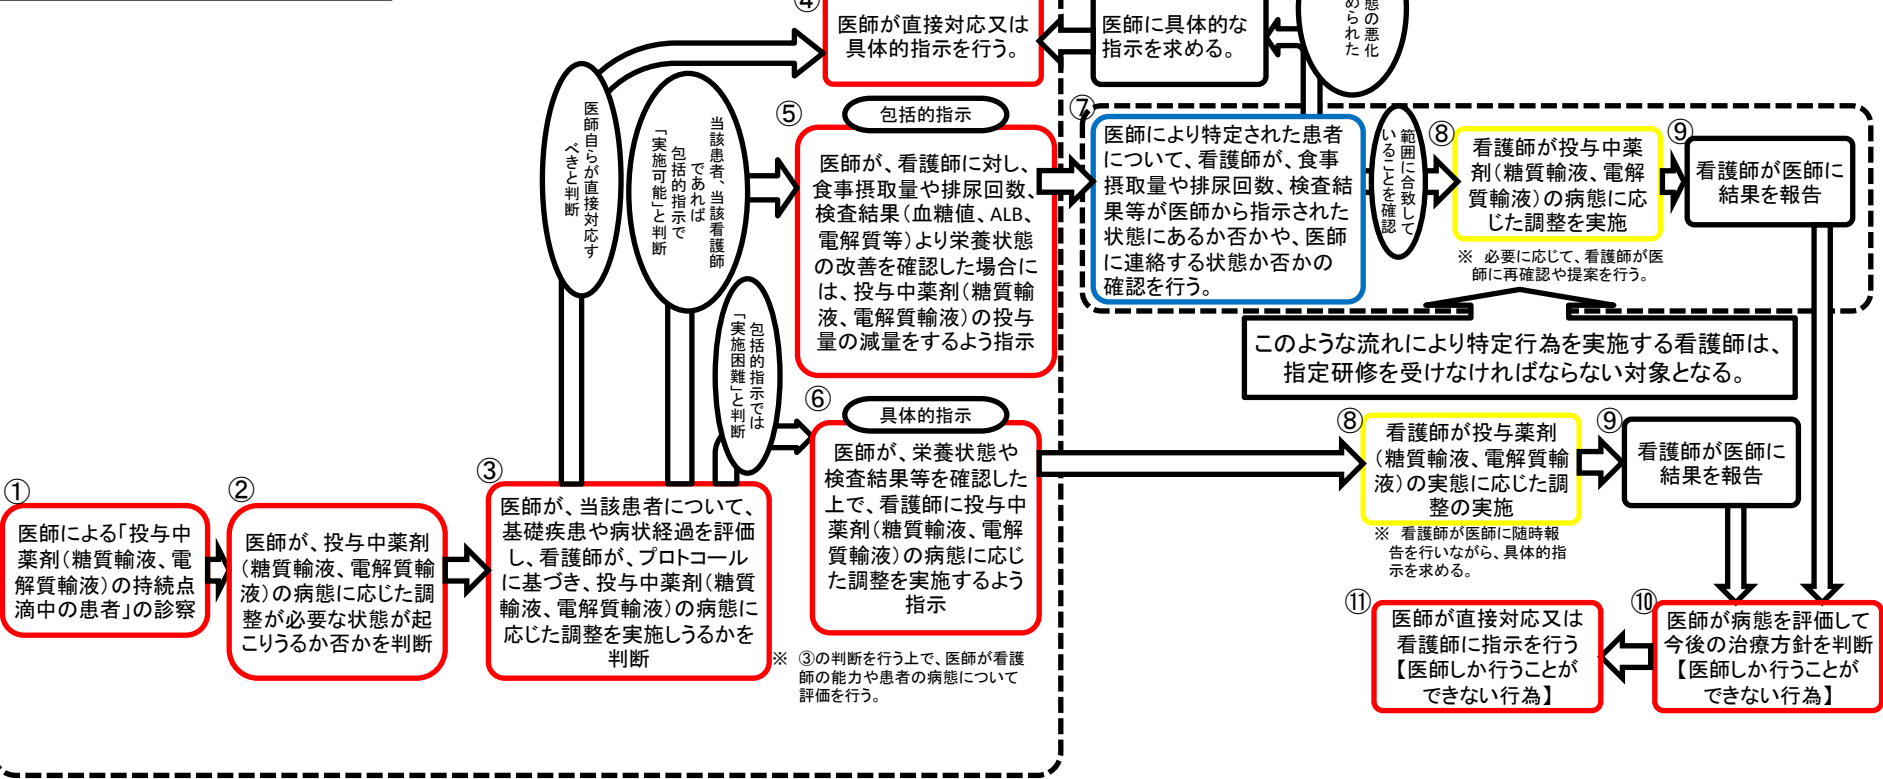 ①
医師による「投与中
薬剤(糖質輸液、電
解質輸液)の持続点
滴中の患者」の診察
②
医師が、投与中薬剤
(糖質輸液、電解質輸
液)の病態に応じた調
整が必要な状態が起
こりうるか否かを判断
③
医師が、当該患者について、
基礎疾患や病状経過を評価
し、看護師が、プロトコール
に基づき、投与中薬剤(糖質
輸液、電解質輸液)の病態に
応じた調整を実施しうるかを
判断
※ ③の判断を行う上で、医師が看護
師の能力や患者の病態について
評価を行う。
医師自らが直接対応す
べきと判断
当該患者、当該看護師
であれば
包括的指示で
「実施可能」と判断
包括的指示では
「実施困難」と判断
④
医師が直接対応又は
具体的指示を行う。
医師に具体的な
指示を求める。
態の悪化
められた
⑤
包括的指示
医師が、看護師に対し、
食事摂取量や排尿回数、
検査結果(血糖値、ALB、
電解質等)より栄養状態
の改善を確認した場合に
は、投与中薬剤(糖質輸
液、電解質輸液)の投与
量の減量をするよう指示
⑥
具体的指示
医師が、栄養状態や
検査結果等を確認した
上で、看護師に投与中
薬剤(糖質輸液、電解
質輸液)の病態に応じ
た調整を実施するよう
指示
⑦
医師により特定された患者
について、看護師が、食事
摂取量や排尿回数、検査結
果等が医師から指示された
状態にあるか否かや、医師
に連絡する状態か否かの
確認を行う。
範囲に合致して
いることを確認
⑧
看護師が投与中薬
剤(糖質輸液、電解
質輸液)の病態に応
じた調整を実施
※ 必要に応じて、看護師が医
師に再確認や提案を行う。
⑨
看護師が医師に
結果を報告
このような流れにより特定行為を実施する看護師は、
指定研修を受けなければならない対象となる。
⑧
看護師が投与薬剤
(糖質輸液、電解質輸
液)の実態に応じた調
整の実施
※ 看護師が医師に随時報
告を行いながら、具体的指
示を求める。
⑨
看護師が医師に
結果を報告
⑩
医師が病態を評価して
今後の治療方針を判断
【医師しか行うことが
できない行為】
⑪
医師が直接対応又は
看護師に指示を行う
【医師しか行うことが
できない行為】